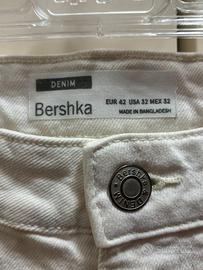 DENIM
Bershka
EUR 42 USA 32 MEX 32
MADE IN BANGLADESH
Bershka
DENIM